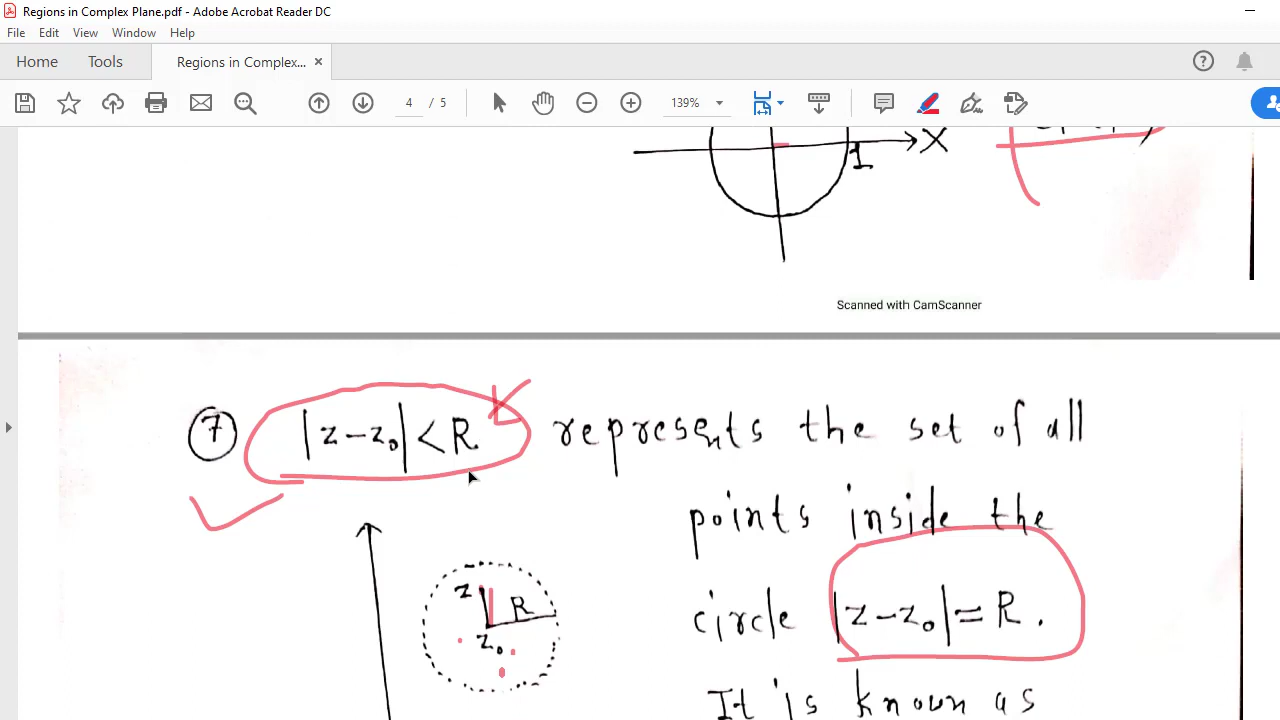 Regions in Complex Plane.pdf - Adobe Acrobat Reader DC
File Edit View Window Help
Home Tools Regions in Complex... ×
4 / 5 139%
X
1
Scanned with CamScanner
7 |z-z₀|<R represents the set of all
points inside the
circle |z-z₀|=R.
z R
z₀
It is known as